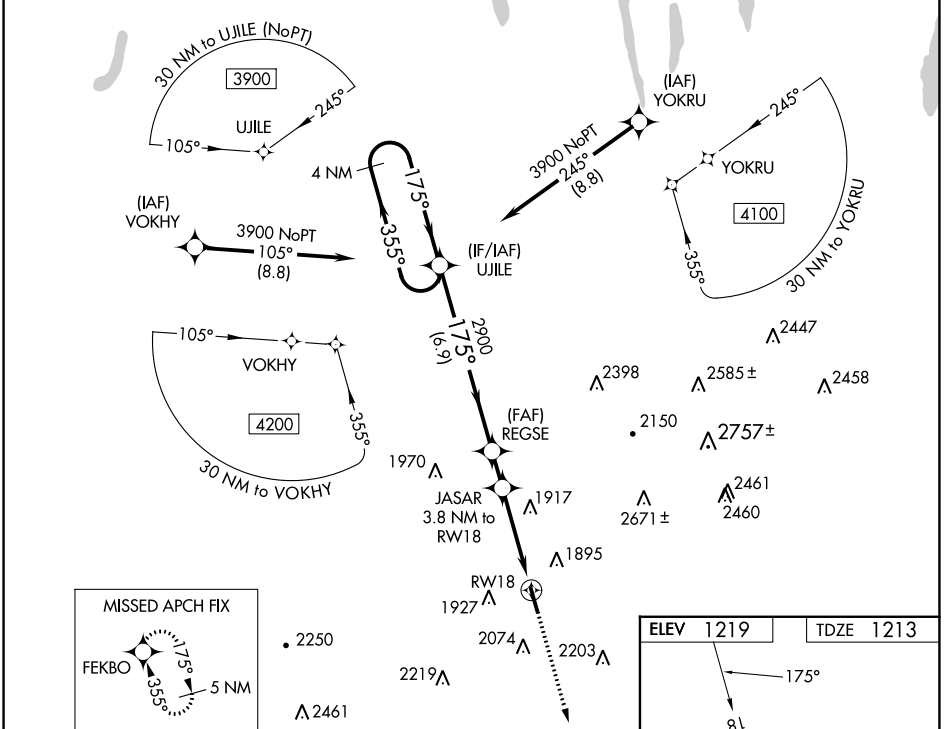 30 NM to UJILE (NoPT)
3900
UJILE
105°
245°
(IAF)
YOKRU
3900 NoPT
245°
(8.8)
245°
YOKRU
4100
355°
30 NM to YOKRU
4 NM
175°
355°
(IAF)
VOKHY
3900 NoPT
105°
(8.8)
(IF/IAF)
UJILE
2900
175°
(6.9)
105°
VOKHY
4200
355°
30 NM to VOKHY
2447
2398
2585 ±
2458
2150
2757 ±
(FAF)
REGSE
1970
JASAR
3.8 NM to
RW18
1917
2461
2460
2671 ±
1895
RW18
1927
2074
2203
2219
2250
2461
MISSED APCH FIX
FEKBO
175°
355°
5 NM
ELEV 1219
TDZE 1213
175°